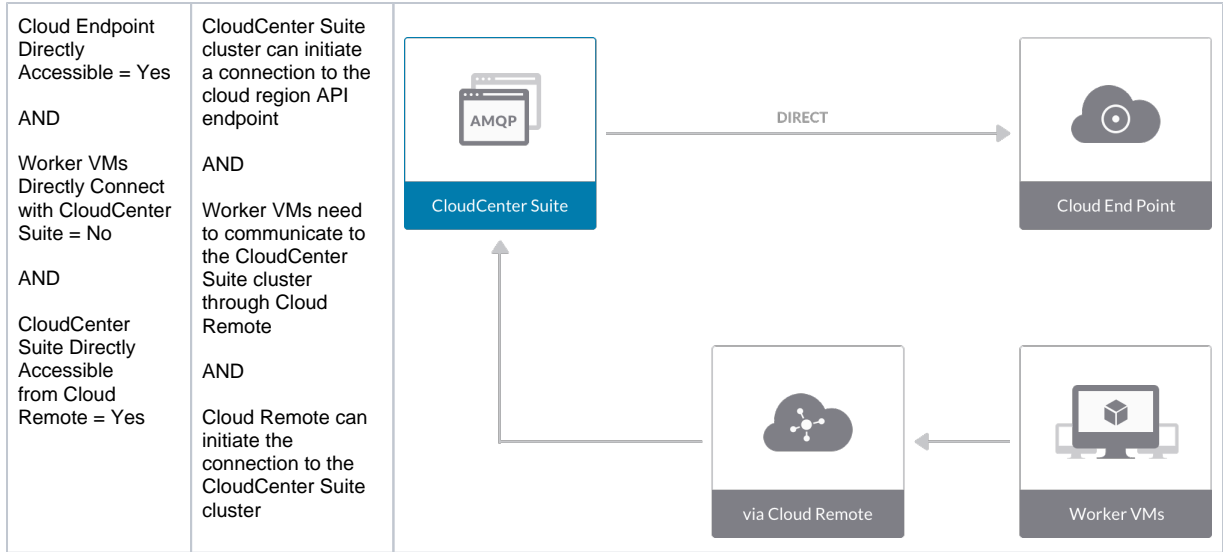 Cloud Endpoint
Directly
Accessible = Yes
AND
Worker VMs
Directly Connect
with CloudCenter
Suite = No
AND
CloudCenter
Suite Directly
Accessible
from Cloud
Remote = Yes
CloudCenter Suite
cluster can initiate
a connection to the
cloud region API
endpoint
AND
Worker VMs need
to communicate to
the CloudCenter
Suite cluster
through Cloud
Remote
AND
Cloud Remote can
initiate the
connection to the
CloudCenter Suite
cluster
AMQP
CloudCenter Suite
DIRECT
Cloud End Point
via Cloud Remote
Worker VMs